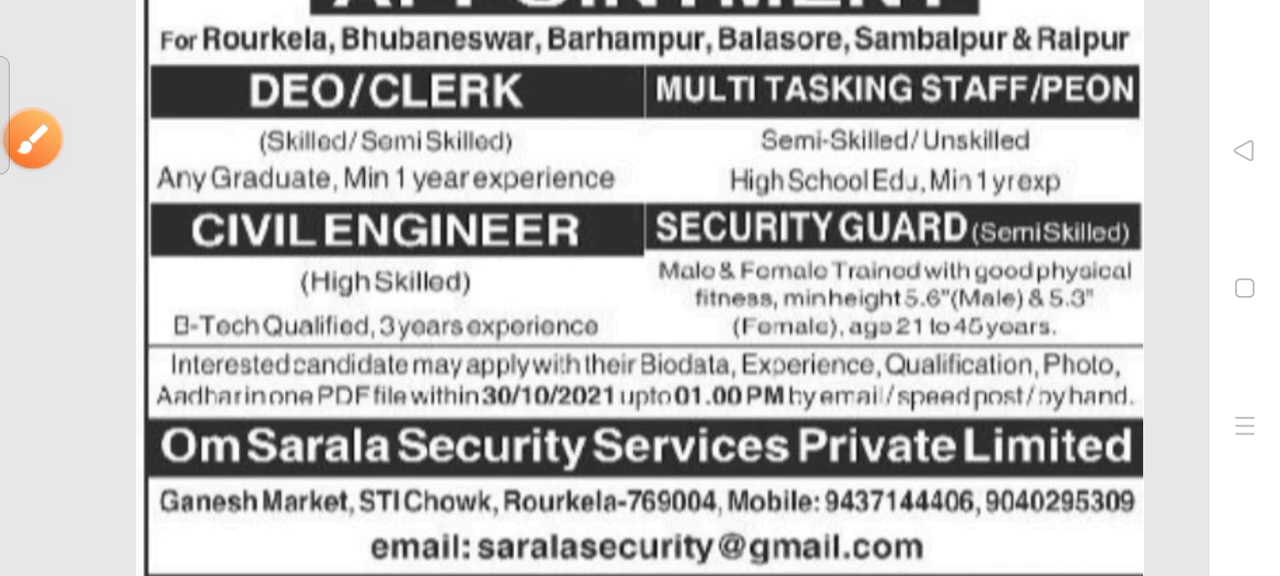 APPOINTMENT
For Rourkela, Bhubaneswar, Barhampur, Balasore, Sambalpur & Raipur
DEO/CLERK
(Skilled/Semi Skilled)
Any Graduate, Min 1 year experience
MULTI TASKING STAFF/PEON
Semi-Skilled/Unskilled
High School Edu, Min 1 yr exp
CIVIL ENGINEER
(High Skilled)
B-Tech Qualified, 3 years experience
SECURITY GUARD (Semi Skilled)
Male & Female Trained with good physical
fitness, min height 5.6"(Male) & 5.3"
(Female), age 21 to 45 years.
Interested candidate may apply with their Biodata, Experience, Qualification, Photo,
Aadhar in one PDF file within 30/10/2021 upto 01.00 PM by email/speed post/by hand.
Om Sarala Security Services Private Limited
Ganesh Market, STI Chowk, Rourkela-769004, Mobile: 9437144406, 9040295309
email: saralasecurity@gmail.com